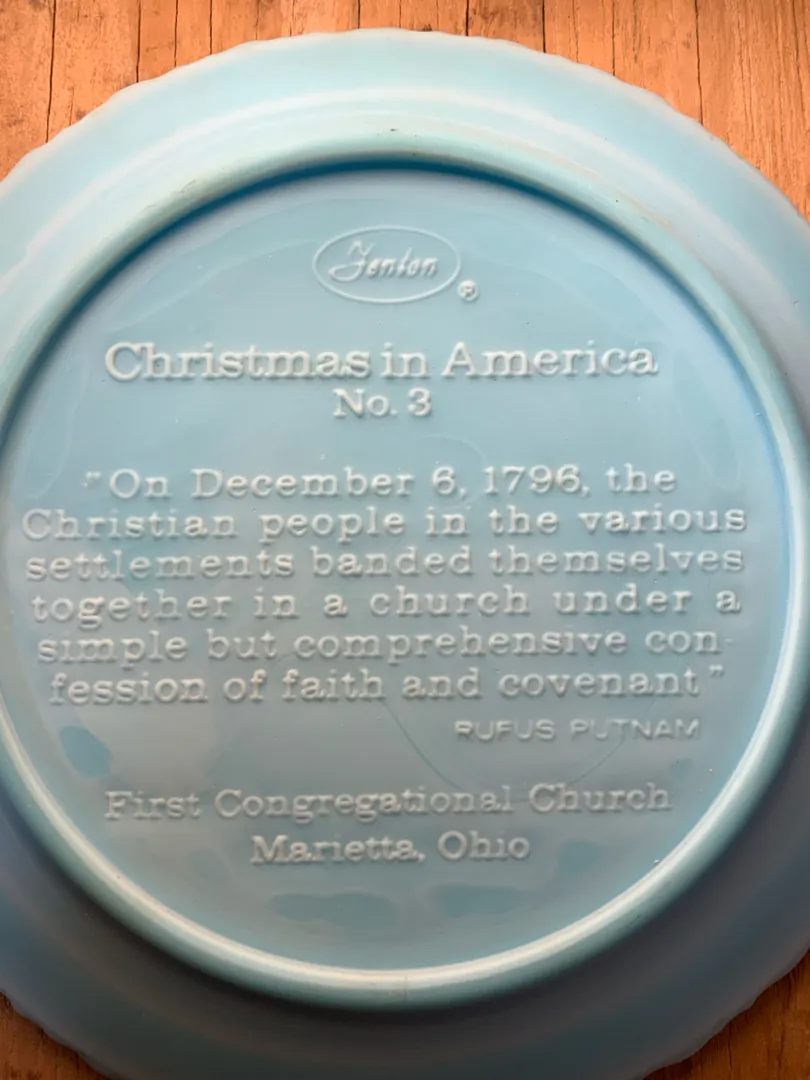 Fenton
®
Christmas in America
No. 3
"On December 6, 1796, the
Christian people in the various
settlements banded themselves
together in a church under a
simple but comprehensive con-
fession of faith and covenant"
RUFUS PUTNAM
First Congregational Church
Marietta, Ohio